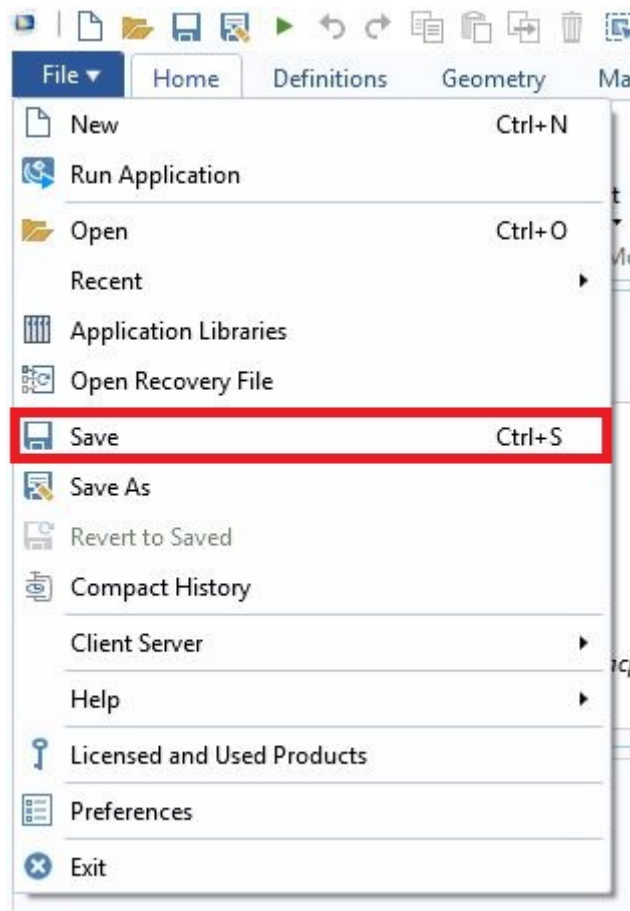 File Home Definitions Geometry Ma
New Ctrl+N
Run Application
t
Open Ctrl+O
Recent
Application Libraries
Open Recovery File
Save Ctrl+S
Save As
Revert to Saved
Compact History
Client Server
Help
Licensed and Used Products
Preferences
Exit